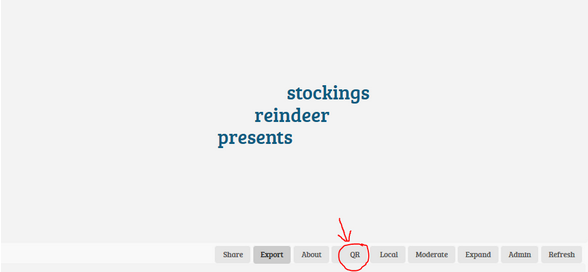 stockings
reindeer
presents
Share Export About QR Local Moderate Expand Admin Refresh